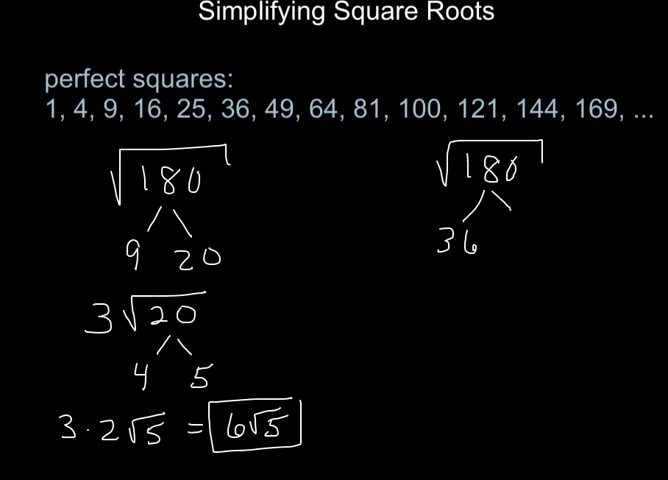 Simplifying Square Roots
perfect squares:
1, 4, 9, 16, 25, 36, 49, 64, 81, 100, 121, 144, 169, ...
√180
9 20
3√20
4 5
3·2√5 = 6√5
√180
36